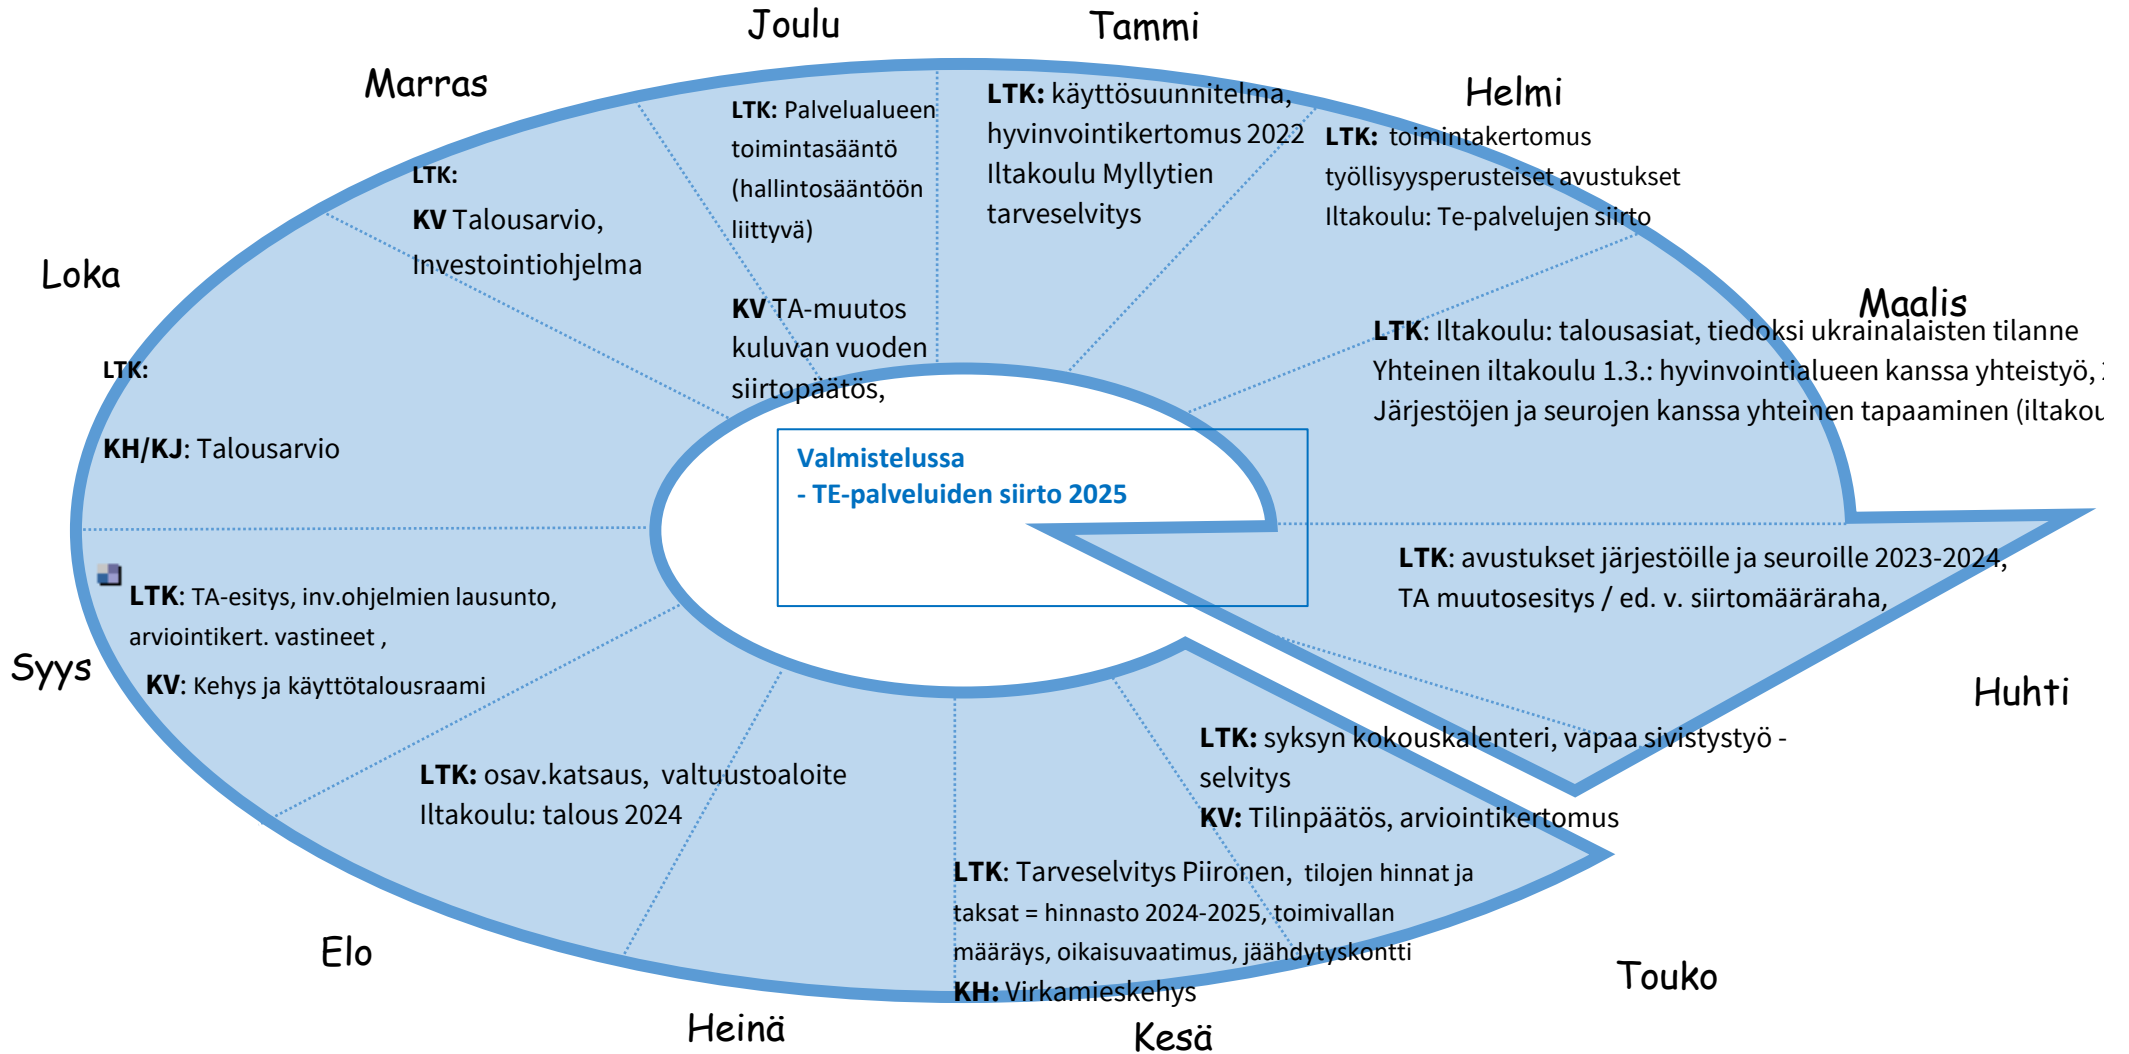 Joulu
Tammi
Marras
Helmi
LTK: käyttösuunnitelma,
hyvinvointikertomus 2022
Iltakoulu Myllytien
tarveselvitys
LTK: Palvelualueen
toimintasääntö
(hallintosääntöön
liittyvä)
KV TA-muutos
kuluvan vuoden
siirtopäätös,
LTK: toimintakertomus
työllisyysperusteiset avustukset
Iltakoulu: Te-palvelujen siirto
LTK:
KV Talousarvio,
Investointiohjelma
Loka
Maalis
LTK: Iltakoulu: talousasiat, tiedoksi ukrainalaisten tilanne
Yhteinen iltakoulu 1.3.: hyvinvointialueen kanssa yhteistyö,
Järjestöjen ja seurojen kanssa yhteinen tapaaminen (iltakou
LTK:
KH/KJ: Talousarvio
Valmistelussa
- TE-palveluiden siirto 2025
LTK: avustukset järjestöille ja seuroille 2023-2024,
TA muutosesitys / ed. v. siirtomääräraha,
LTK: TA-esitys, inv.ohjelmien lausunto,
arviointikert. vastineet ,
KV: Kehys ja käyttötalousraami
Syys
Huhti
LTK: syksyn kokouskalenteri, vapaa sivistystyö -
selvitys
KV: Tilinpäätös, arviointikertomus
LTK: osav.katsaus, valtuustoaloite
Iltakoulu: talous 2024
LTK: Tarveselvitys Piironen, tilojen hinnat ja
taksat = hinnasto 2024-2025, toimivallan
määräys, oikaisuvaatimus, jäähdytyskontti
KH: Virkamieskehys
Elo
Touko
Heinä
Kesä